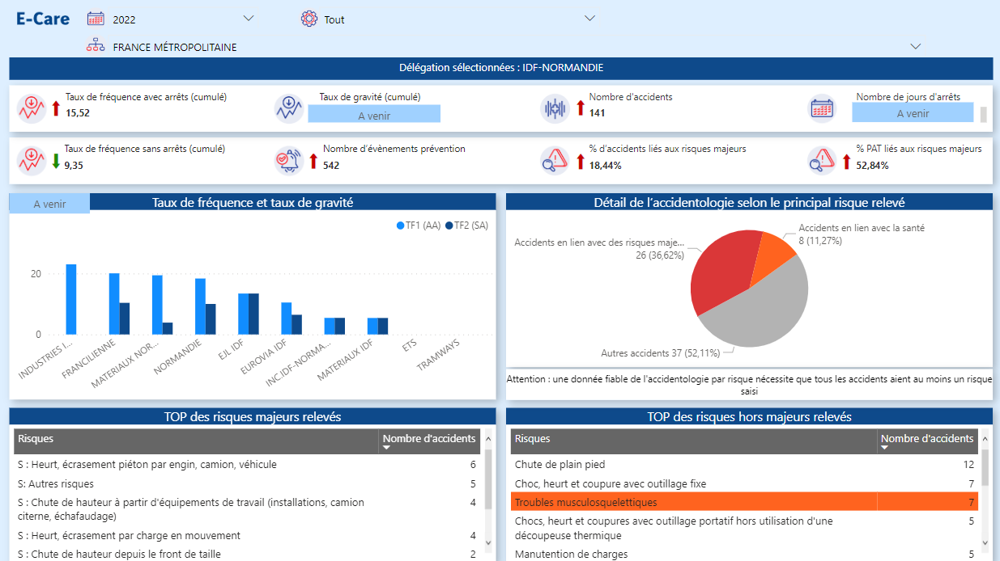 E-Care
2022
Tout
FRANCE MÉTROPOLITAINE
Délégation sélectionnées : IDF-NORMANDIE
Taux de fréquence avec arrêts (cumulé)
15,52
Taux de gravité (cumulé)
A venir
Nombre d'accidents
141
Nombre de jours d'arrêts
A venir
Taux de fréquence sans arrêts (cumulé)
9,35
Nombre d’évènements prévention
542
% d’accidents liés aux risques majeurs
18,44%
% PAT liés aux risques majeurs
52,84%
A venir
Taux de fréquence et taux de gravité
TF1 (AA) TF2 (SA)
20
0
INDUSTRIES I...
FRANCILIENNE
MATERIAUX NOR...
NORMANDIE
EJL IDF
EUROVIA IDF
INC.IDF-NORMA...
MATERIAUX IDF
ETS
TRAMWAYS
Détail de l’accidentologie selon le principal risque relevé
Accidents en lien avec la santé
8 (11,27%)
Accidents en lien avec des risques maje...
26 (36,62%)
Autres accidents 37 (52,11%)
Attention : une donnée fiable de l'accidentologie par risque nécessite que tous les accidents aient au moins un risque
saisi
TOP des risques majeurs relevés
Risques Nombre d'accidents
S : Heurt, écrasement piéton par engin, camion, véhicule 6
S: Autres risques 5
S : Chute de hauteur à partir d'équipements de travail (installations, camion 4
citerne, échafaudage)
S : Heurt, écrasement par charge en mouvement 4
S : Chute de hauteur depuis le front de taille 2
TOP des risques hors majeurs relevés
Risques Nombre d'accidents
Chute de plain pied 12
Choc, heurt et coupure avec outillage fixe 7
Troubles musculosquelettiques 7
Chocs, heurt et coupures avec outillage portatif hors utilisation d'une 5
découpeuse thermique
Manutention de charges 5